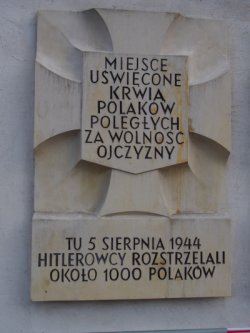 MIEJSCE
UŚWIĘCONE
KRWIĄ
POLAKÓW
POLEGŁYCH
ZA WOLNOŚĆ
OJCZYZNY
TU 5 SIERPNIA 1944
HITLEROWCY ROZSTRZELALI
OKOŁO 1000 POLAKÓW